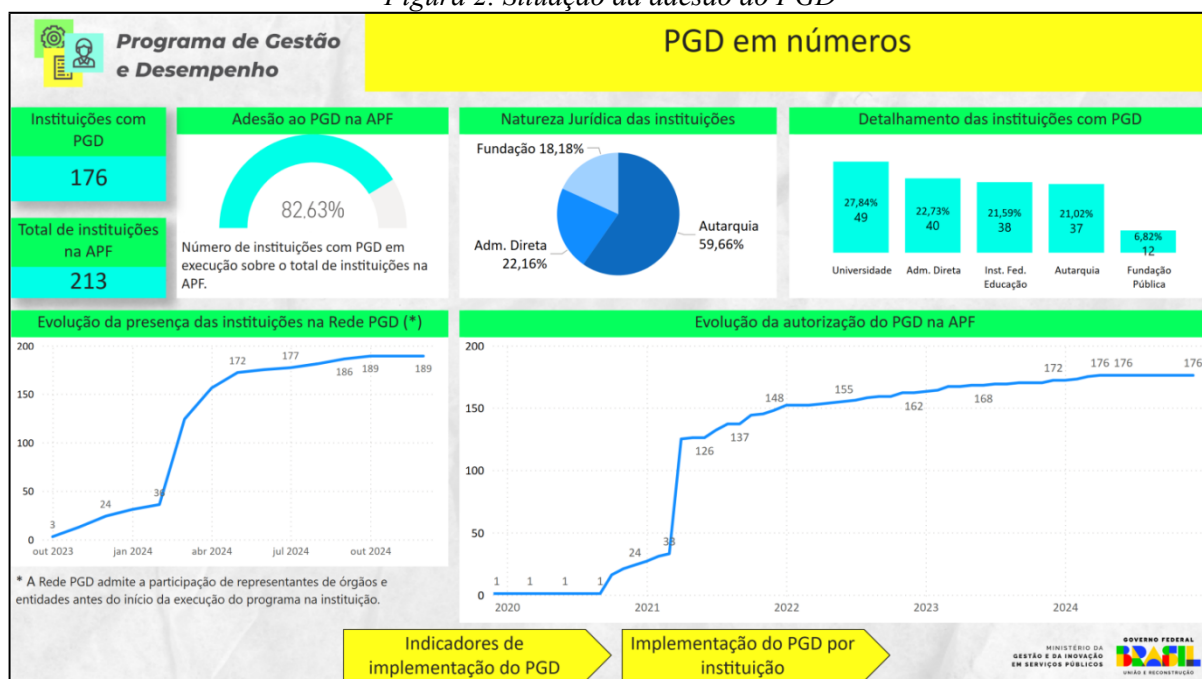 Figura 2: Situação da adesão ao PGD
Programa de Gestão
e Desempenho
PGD em números
Instituições com
PGD
176
Total de instituições
na APF
213
Adesão ao PGD na APF
82,63%
Número de instituições com PGD em
execução sobre o total de instituições na
APF.
Natureza Jurídica das instituições
Fundação 18,18%
Adm. Direta
22,16%
Autarquia
59,66%
Detalhamento das instituições com PGD
27,84%
49
22,73%
40
21,59%
38
21,02%
37
6,82%
12
Universidade
Adm. Direta
Inst. Fed.
Educação
Autarquia
Fundação
Pública
Evolução da presença das instituições na Rede PGD (*)
200
150
100
50
0
3
24
36
172
177
186
189
189
out 2023
jan 2024
abr 2024
jul 2024
out 2024
* A Rede PGD admite a participação de representantes de órgãos e
entidades antes do início da execução do programa na instituição.
Evolução da autorização do PGD na APF
200
150
100
50
0
1
1
1
1
24
33
126
137
148
155
162
168
172
176
176
176
2020
2021
2022
2023
2024
Indicadores de
implementação do PGD
Implementação do PGD por
instituição
MINISTÉRIO DA
GESTÃO E DA INOVAÇÃO
EM SERVIÇOS PÚBLICOS
GOVERNO FEDERAL
BRASIL
UNIÃO E RECONSTRUÇÃO